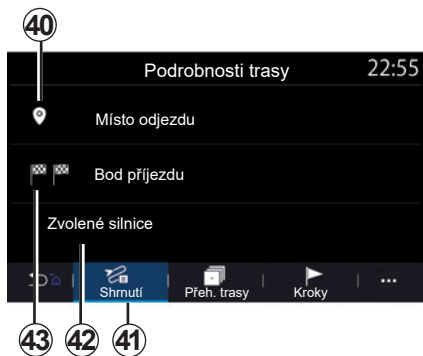 40
Podrobnosti trasy 22:55
Místo odjezdu
Bod příjezdu
Zvolené silnice
Shrnutí Přeh. trasy Kroky ...
43 42 41